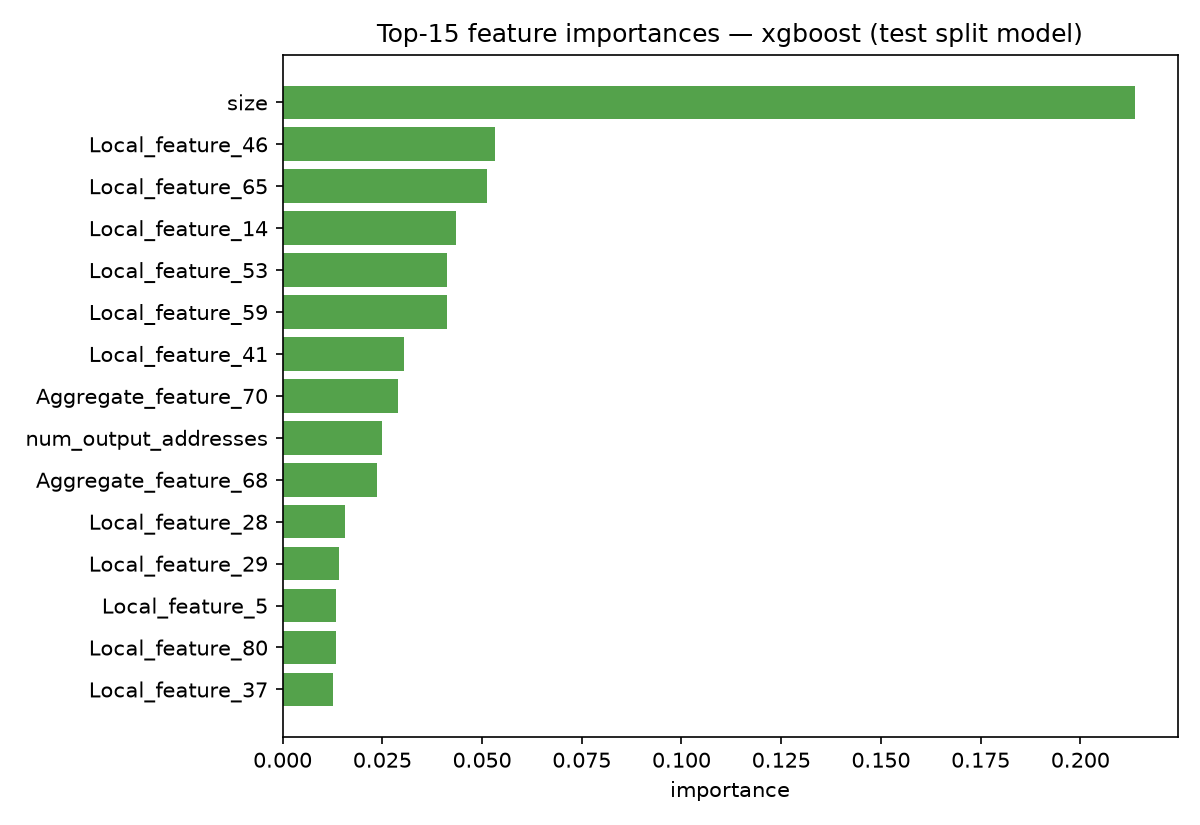 Top-15 feature importances — xgboost (test split model)
size
Local_feature_46
Local_feature_65
Local_feature_14
Local_feature_53
Local_feature_59
Local_feature_41
Aggregate_feature_70
num_output_addresses
Aggregate_feature_68
Local_feature_28
Local_feature_29
Local_feature_5
Local_feature_80
Local_feature_37
0.000 0.025 0.050 0.075 0.100 0.125 0.150 0.175 0.200
importance